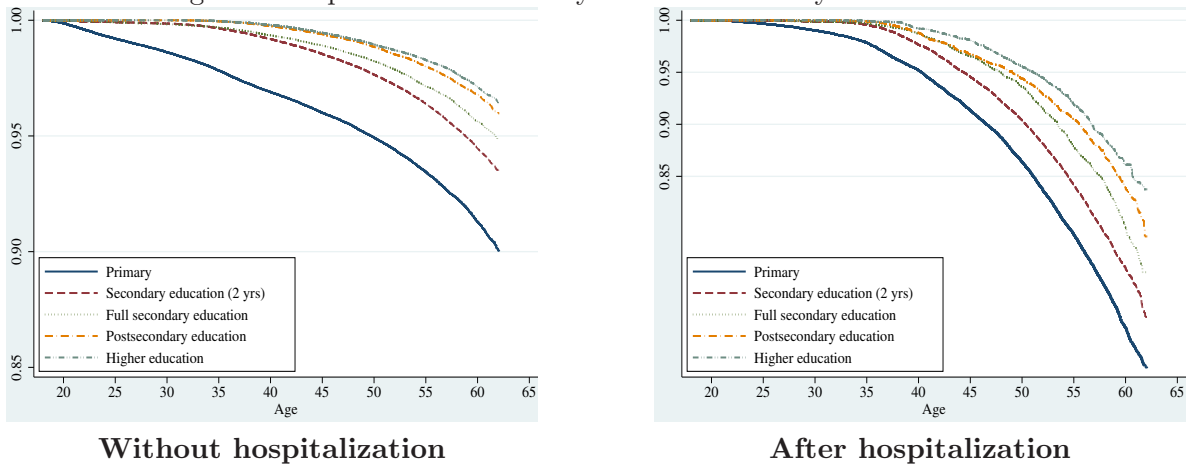 1.00
0.95
0.90
0.85
20 25 30 35 40 45 50 55 60 65
Age
Primary
Secondary education (2 yrs)
Full secondary education
Postsecondary education
Higher education
Without hospitalization
1.00
0.95
0.90
0.85
20 25 30 35 40 45 50 55 60 65
Age
Primary
Secondary education (2 yrs)
Full secondary education
Postsecondary education
Higher education
After hospitalization